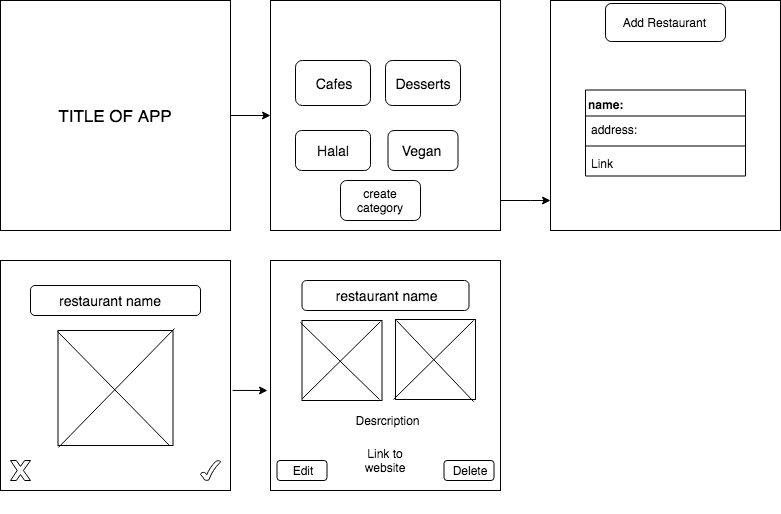 TITLE OF APP
Cafes
Desserts
Halal
Vegan
create
category
Add Restaurant
name:
address:
Link
restaurant name
restaurant name
Desrcription
Link to
website
Edit
Delete